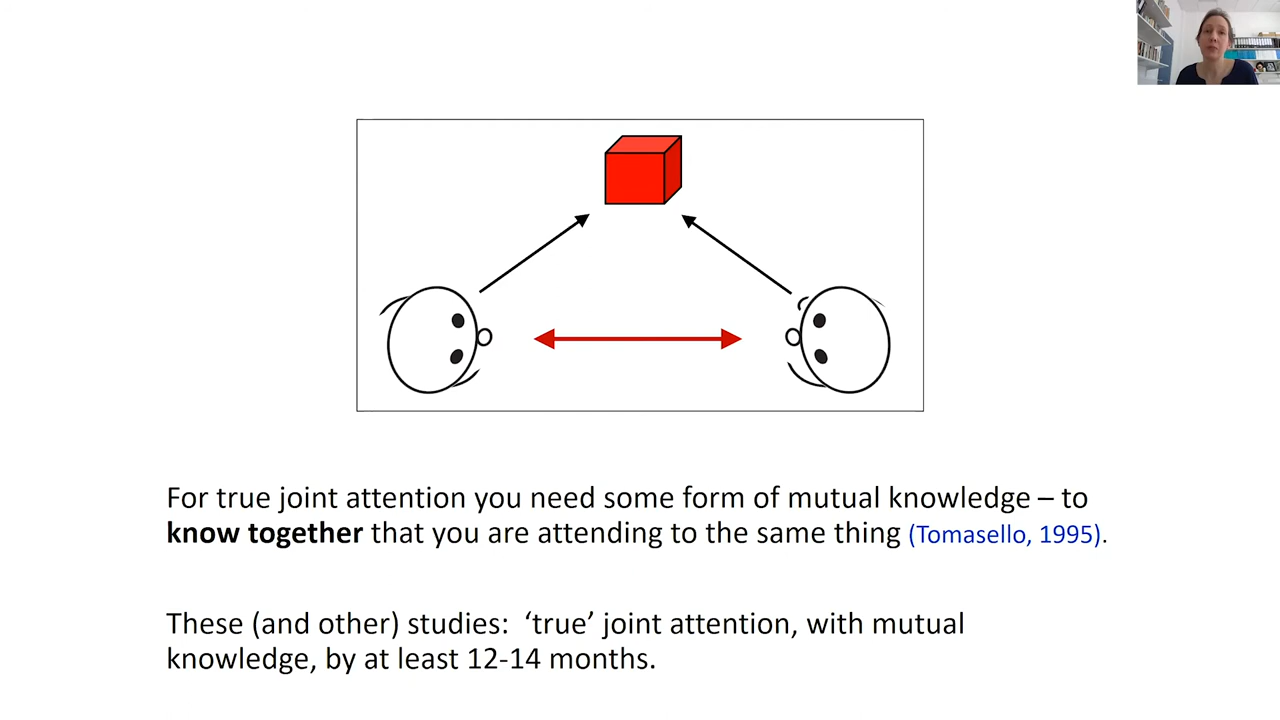 For true joint attention you need some form of mutual knowledge – to
know together that you are attending to the same thing (Tomasello, 1995).
These (and other) studies:  ‘true’ joint attention, with mutual
knowledge, by at least 12-14 months.